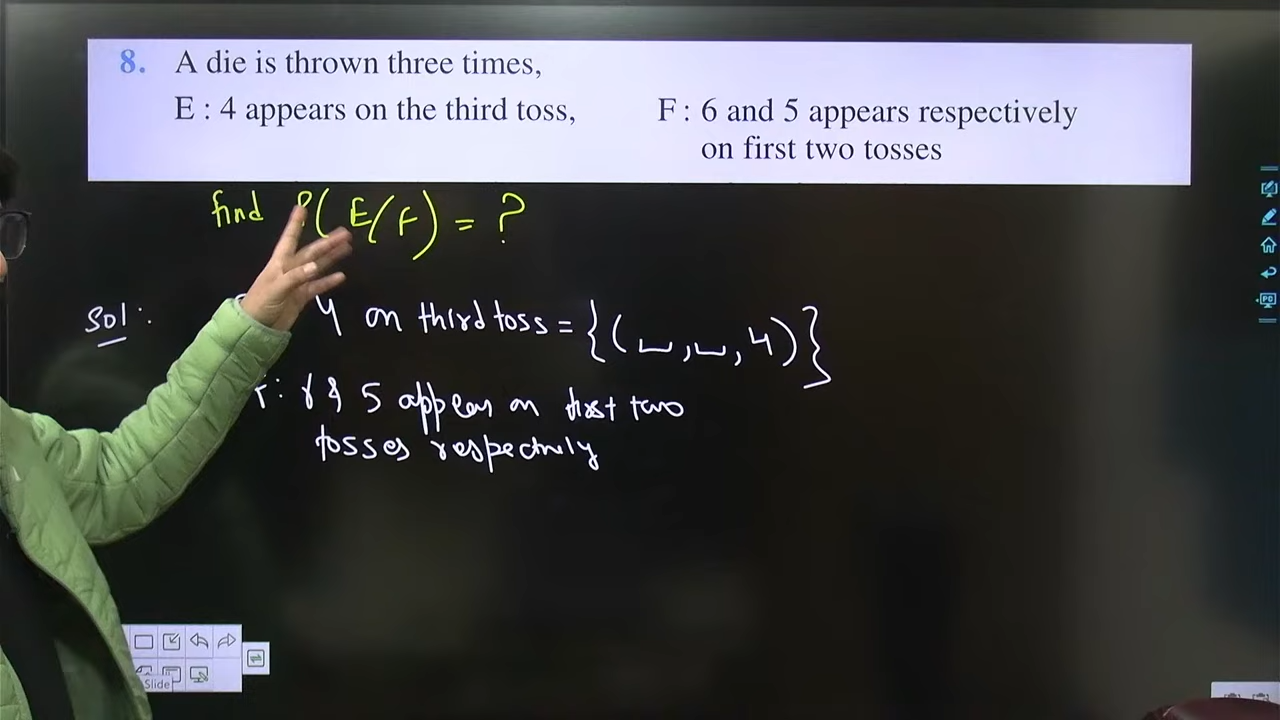 8. A die is thrown three times,
E : 4 appears on the third toss, F : 6 and 5 appears respectively
on first two tosses
find P( E/F ) = ?
Sol :
4 on third toss = {( _, _, 4)}
& 5 appear on first two
tosses respectively
Slide